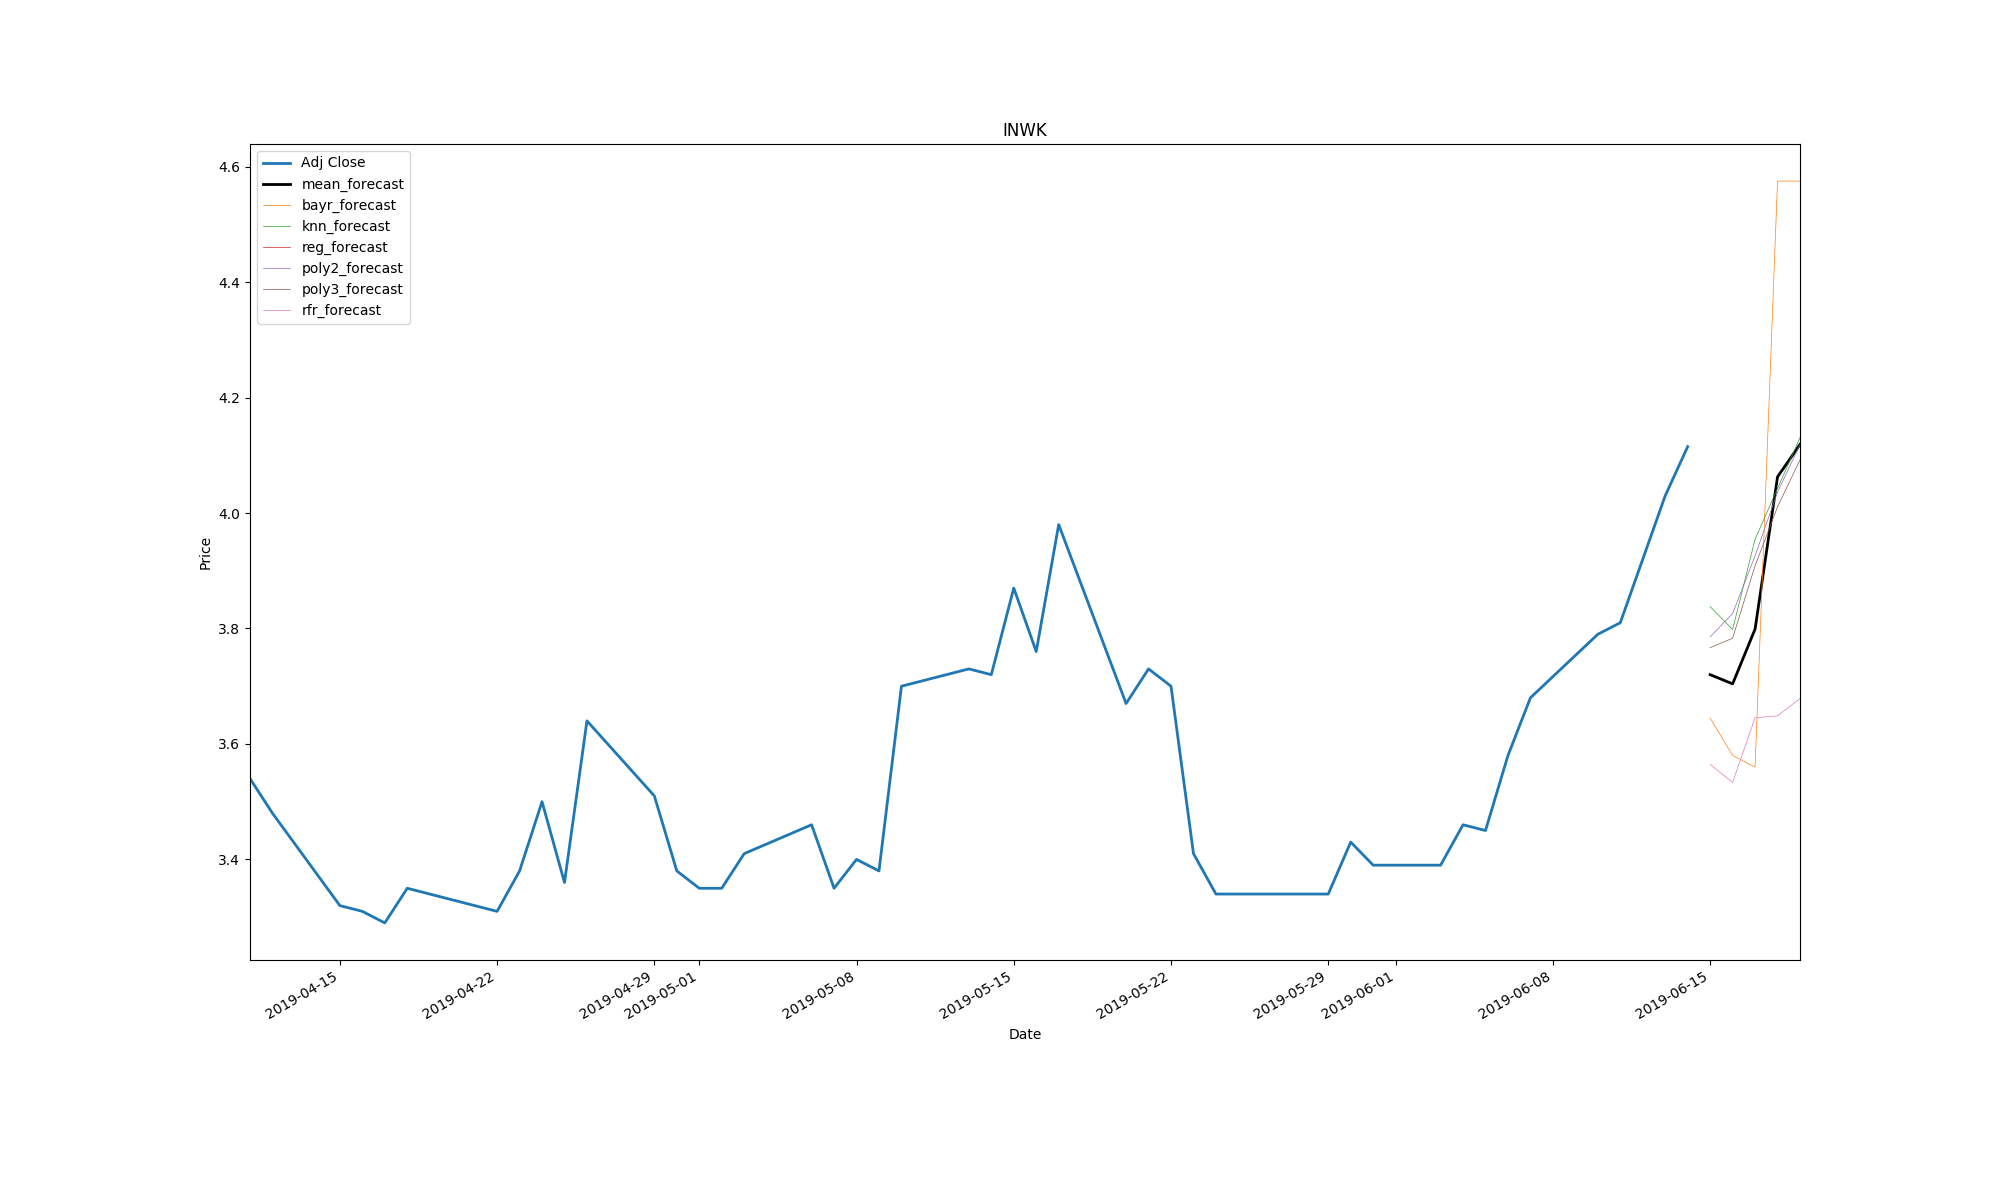 INWK
Adj Close
mean_forecast
bayr_forecast
knn_forecast
reg_forecast
poly2_forecast
poly3_forecast
rfr_forecast
4.6
4.4
4.2
4.0
3.8
3.6
3.4
Price
2019-04-15
2019-04-22
2019-04-29
2019-05-01
2019-05-08
2019-05-15
2019-05-22
2019-05-29
2019-06-01
2019-06-08
2019-06-15
Date